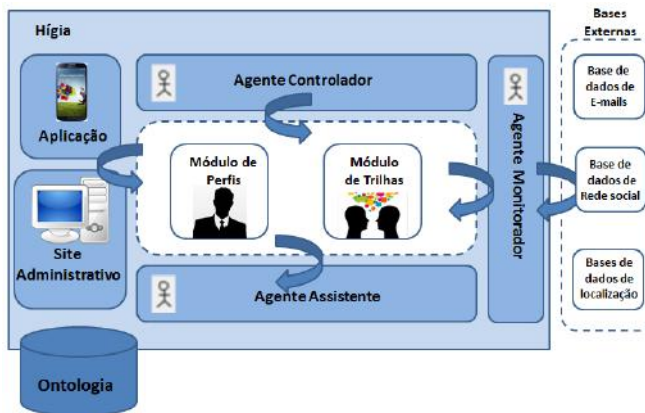 Hígia
Bases
Externas
Aplicação
Agente Controlador
Agente Monitorador
Base de
dados de
E-mails
Módulo de
Perfis
Módulo
de Trilhas
Base de
dados de
Rede social
Site
Administrativo
Agente Assistente
Bases de
dados de
localização
Ontologia